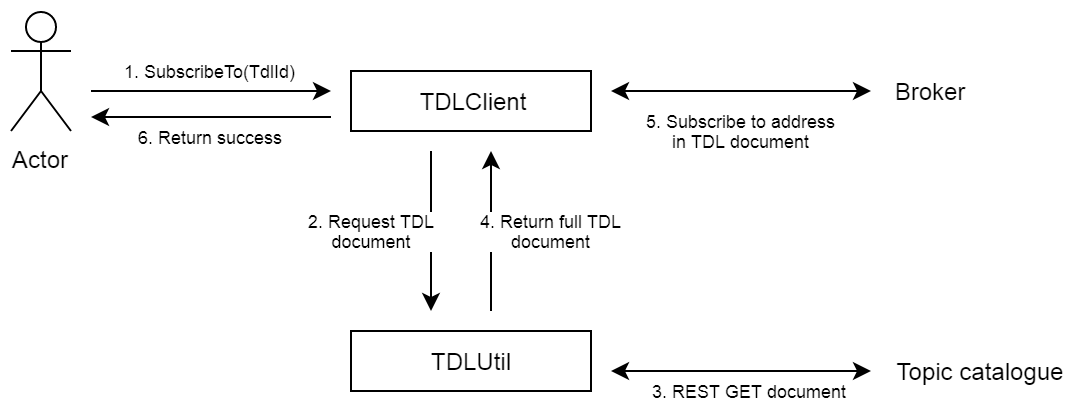 1. SubscribeTo(TdlId)
TDLClient
Broker
5. Subscribe to address
in TDL document
6. Return success
Actor
2. Request TDL
document
4. Return full TDL
document
TDLUtil
Topic catalogue
3. REST GET document